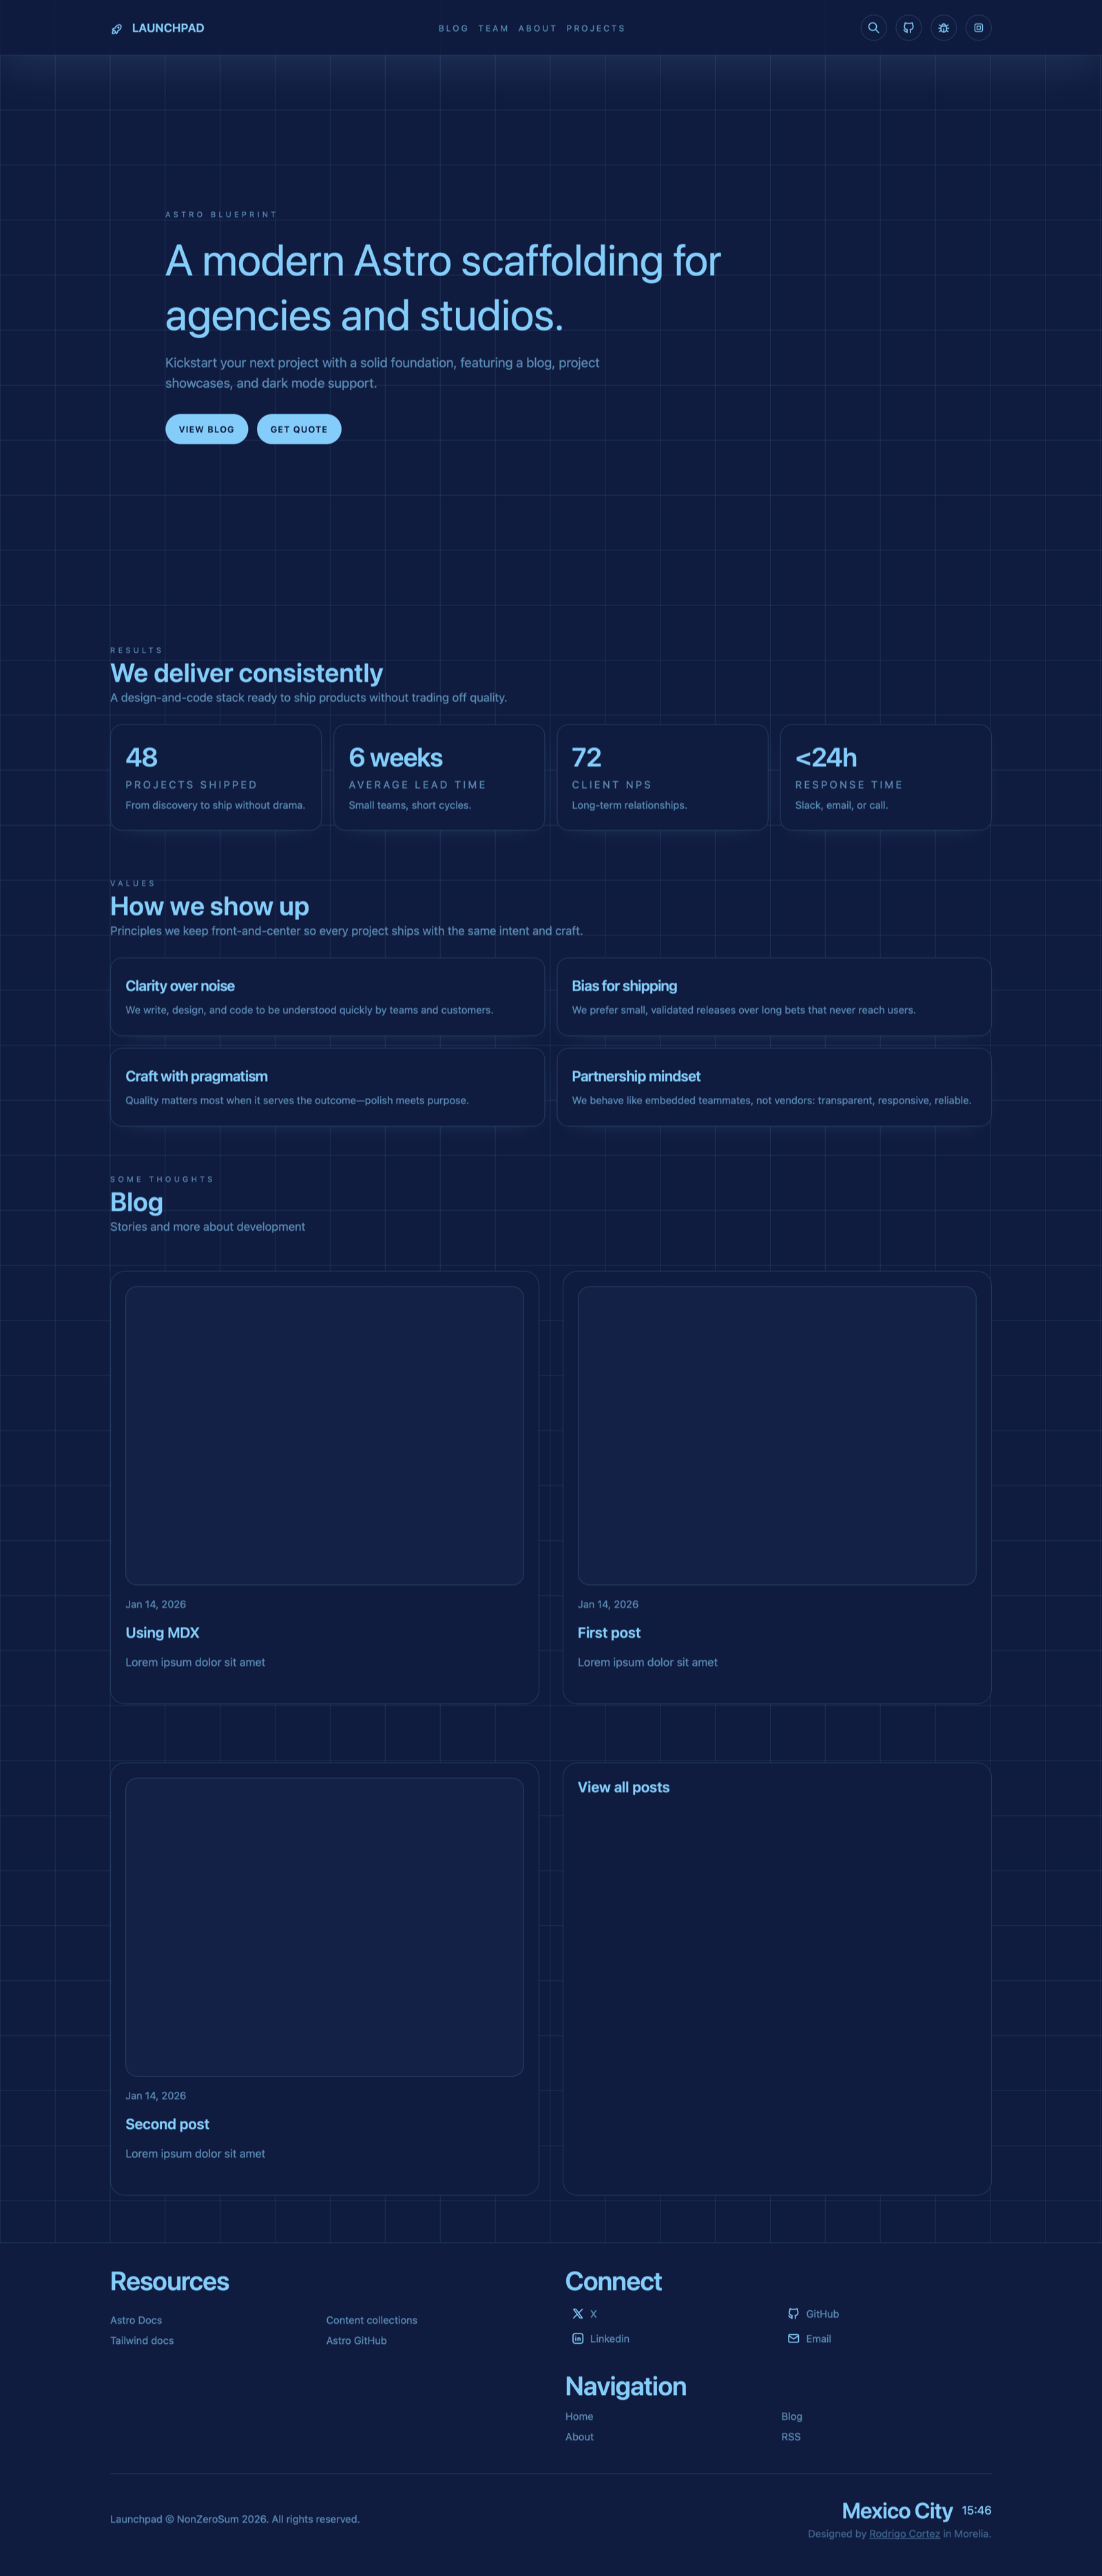 LAUNCHPAD
BLOG TEAM ABOUT PROJECTS
ASTRO BLUEPRINT
A modern Astro scaffolding for
agencies and studios.
Kickstart your next project with a solid foundation, featuring a blog, project
showcases, and dark mode support.
VIEW BLOG
GET QUOTE
RESULTS
We deliver consistently
A design-and-code stack ready to ship products without trading off quality.
48
PROJECTS SHIPPED
From discovery to ship without drama.
6 weeks
AVERAGE LEAD TIME
Small teams, short cycles.
72
CLIENT NPS
Long-term relationships.
<24h
RESPONSE TIME
Slack, email, or call.
VALUES
How we show up
Principles we keep front-and-center so every project ships with the same intent and craft.
Clarity over noise
We write, design, and code to be understood quickly by teams and customers.
Bias for shipping
We prefer small, validated releases over long bets that never reach users.
Craft with pragmatism
Quality matters most when it serves the outcome—polish meets purpose.
Partnership mindset
We behave like embedded teammates, not vendors: transparent, responsive, reliable.
SOME THOUGHTS
Blog
Stories and more about development
Jan 14, 2026
Using MDX
Lorem ipsum dolor sit amet
Jan 14, 2026
First post
Lorem ipsum dolor sit amet
Jan 14, 2026
Second post
Lorem ipsum dolor sit amet
View all posts
Resources
Astro Docs
Content collections
Tailwind docs
Astro GitHub
Connect
X
GitHub
Linkedin
Email
Navigation
Home
Blog
About
RSS
Launchpad © NonZeroSum 2026. All rights reserved.
Mexico City 15:46
Designed by Rodrigo Cortez in Morelia.